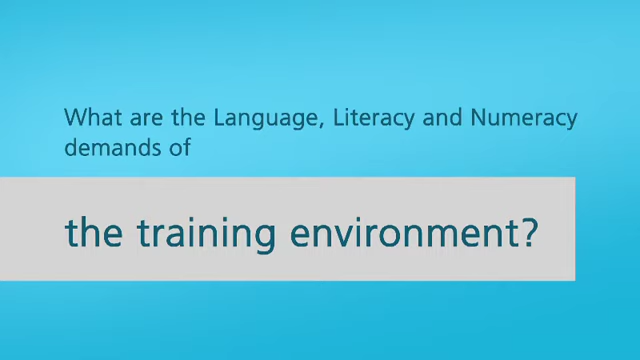 What are the Language, Literacy and Numeracy
demands of
the training environment?